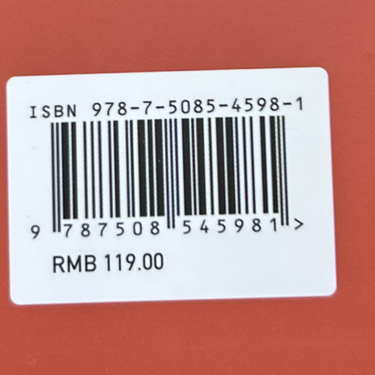 ISBN 978-7-5085-4598-1
9 787508 545981 >
RMB 119.00